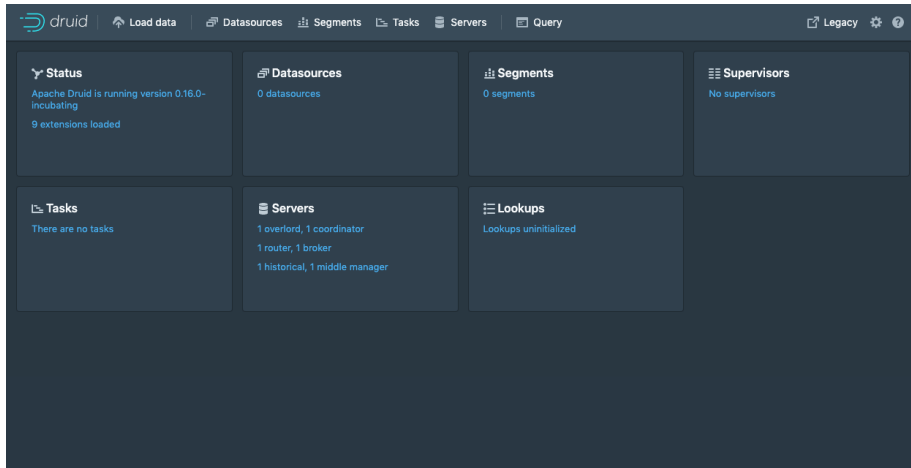 druid Load data Datasources Segments Tasks Servers Query Legacy
Status
Apache Druid is running version 0.16.0-
incubating
9 extensions loaded
Datasources
0 datasources
Segments
0 segments
Supervisors
No supervisors
Tasks
There are no tasks
Servers
1 overlord, 1 coordinator
1 router, 1 broker
1 historical, 1 middle manager
Lookups
Lookups uninitialized